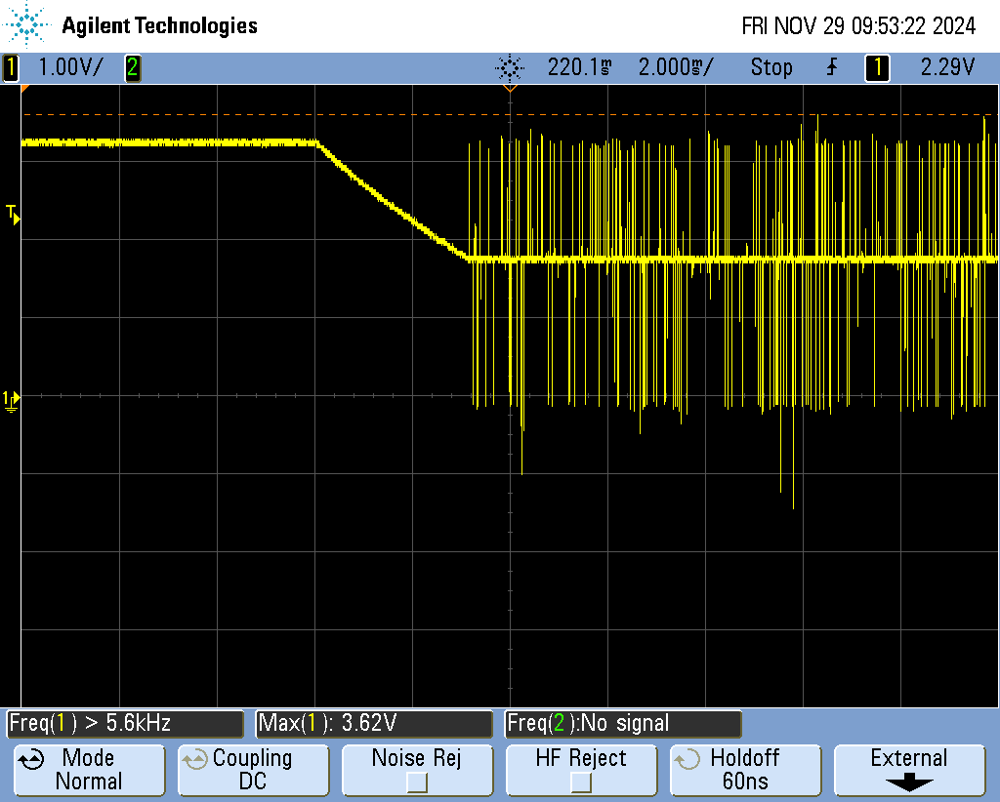 Agilent Technologies
FRI NOV 29 09:53:22 2024
1 1.00V/ 2 220.1ms 2.000ms/ Stop 1 2.29V
T
1
Freq(1) > 5.6kHz Max(1): 3.62V Freq(2):No signal
Mode Coupling Noise Rej HF Reject Holdoff External
Normal DC 60ns